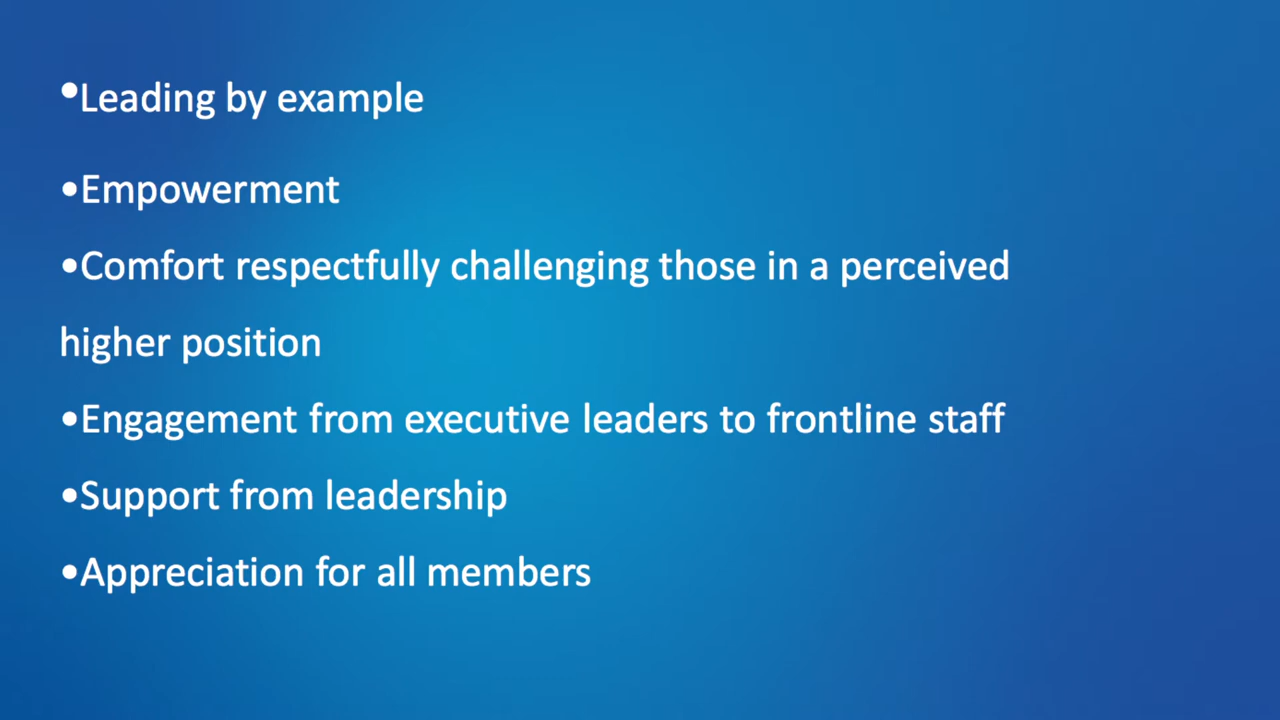 •Leading by example
•Empowerment
•Comfort respectfully challenging those in a perceived
higher position
•Engagement from executive leaders to frontline staff
•Support from leadership
•Appreciation for all members